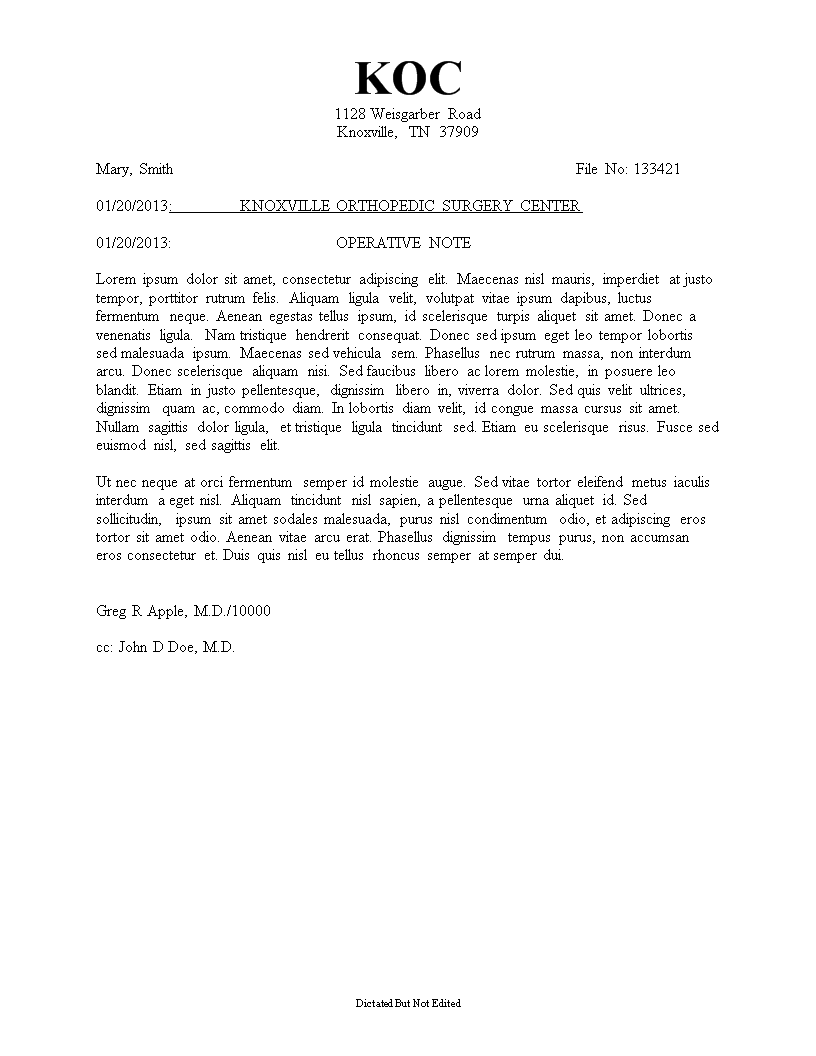 KOC
1128 Weisgarber Road
Knoxville, TN 37909
Mary, Smith File No: 133421
01/20/2013: KNOXVILLE ORTHOPEDIC SURGERY CENTER
01/20/2013: OPERATIVE NOTE
Lorem ipsum dolor sit amet, consectetur adipiscing elit. Maecenas nisl mauris, imperdiet at justo
tempor, porttitor rutrum felis. Aliquam ligula velit, volutpat vitae ipsum dapibus, luctus
fermentum neque. Aenean egestas tellus ipsum, id scelerisque turpis aliquet sit amet. Donec a
venenatis ligula. Nam tristique hendrerit consequat. Donec sed ipsum eget leo tempor lobortis
sed malesuada ipsum. Maecenas sed vehicula sem. Phasellus nec rutrum massa, non interdum
arcu. Donec scelerisque aliquam nisi. Sed faucibus libero ac lorem molestie, in posuere leo
blandit. Etiam in justo pellentesque, dignissim libero in, viverra dolor. Sed quis velit ultrices,
dignissim quam ac, commodo diam. In lobortis diam velit, id congue massa cursus sit amet.
Nullam sagittis dolor ligula, et tristique ligula tincidunt sed. Etiam eu scelerisque risus. Fusce sed
euismod nisl, sed sagittis elit.
Ut nec neque at orci fermentum semper id molestie augue. Sed vitae tortor eleifend metus iaculis
interdum a eget nisl. Aliquam tincidunt nisl sapien, a pellentesque urna aliquet id. Sed
sollicitudin, ipsum sit amet sodales malesuada, purus nisl condimentum odio, et adipiscing eros
tortor sit amet odio. Aenean vitae arcu erat. Phasellus dignissim tempus purus, non accumsan
eros consectetur et. Duis quis nisl eu tellus rhoncus semper at semper dui.
Greg R Apple, M.D./10000
cc: John D Doe, M.D.
Dictated But Not Edited